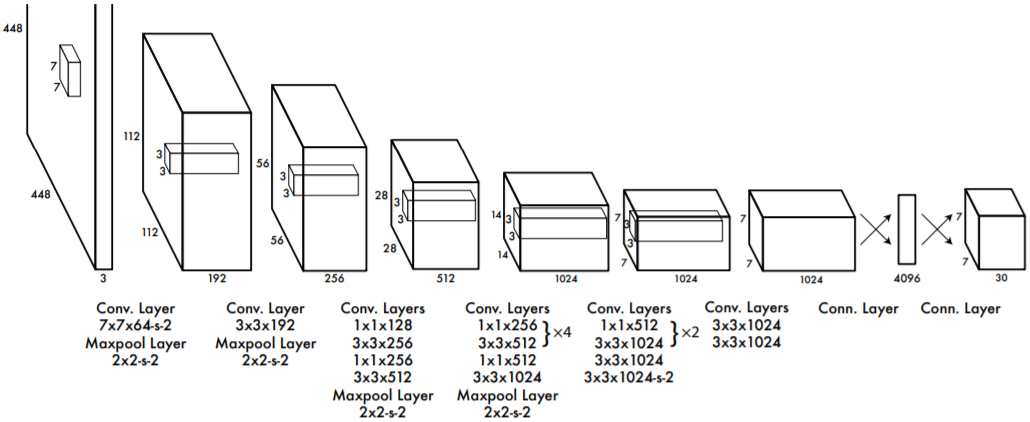 448
7
7
448
3
112
3
3
112
192
56
3
3
56
256
28
3
3
28
512
14
3
3
14
1024
7
3
3
7
1024
7
7
1024
4096
7
7
30
Conv. Layer
7x7x64-s-2
Maxpool Layer
2x2-s-2
Conv. Layer
3x3x192
Maxpool Layer
2x2-s-2
Conv. Layers
1x1x128
3x3x256
1x1x256
3x3x512
Maxpool Layer
2x2-s-2
Conv. Layers
1x1x256
3x3x512
} ×4
1x1x512
3x3x1024
Maxpool Layer
2x2-s-2
Conv. Layers
1x1x512
3x3x1024
} ×2
3x3x1024
3x3x1024-s-2
Conv. Layers
3x3x1024
3x3x1024
Conn. Layer
Conn. Layer